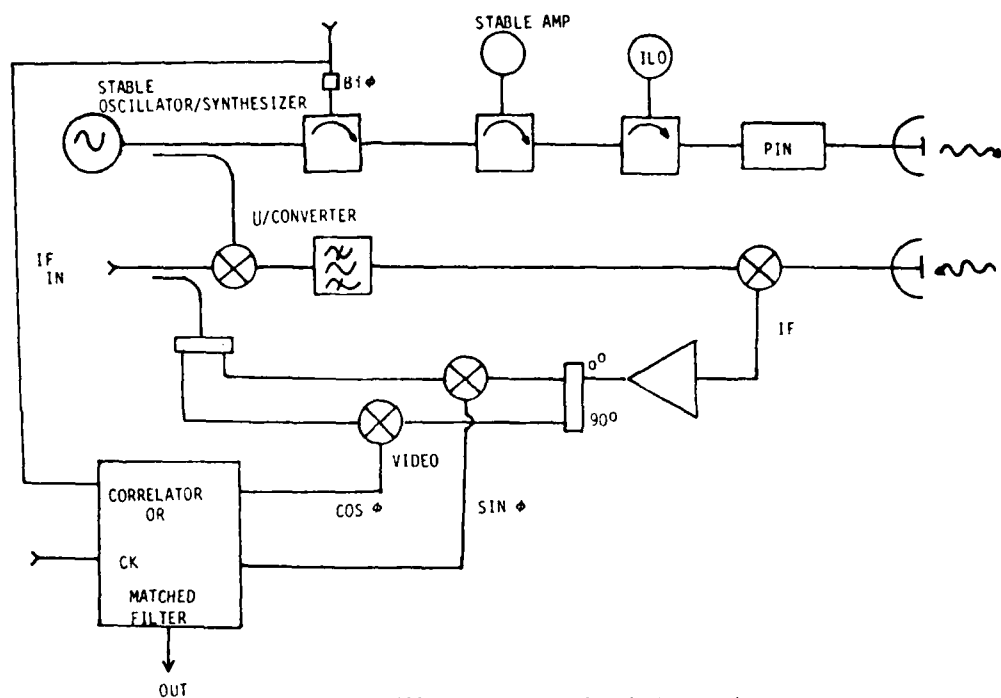 STABLE AMP
ILO
Bi ϕ
STABLE
OSCILLATOR/SYNTHESIZER
PIN
U/CONVERTER
IF
IN
IF
0°
90°
VIDEO
COS ϕ
SIN ϕ
CORRELATOR
OR
CK
MATCHED
FILTER
OUT